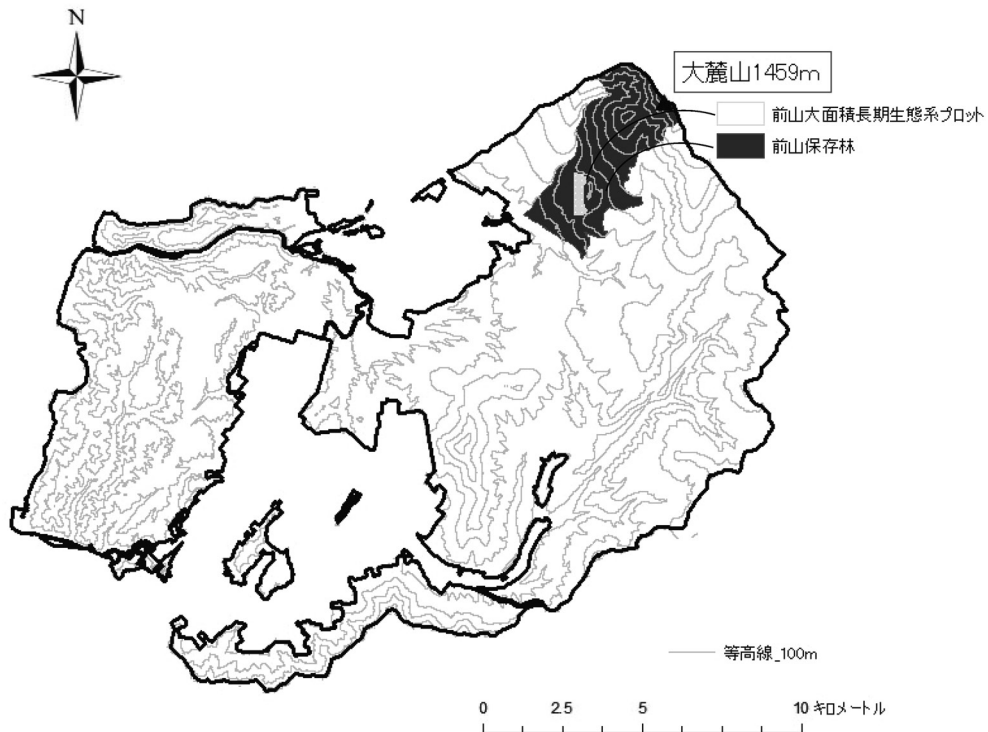 N
大麓山1459m
前山大面積長期生態系プロット
前山保存林
等高線_100m
0 2.5 5 10 キロメートル